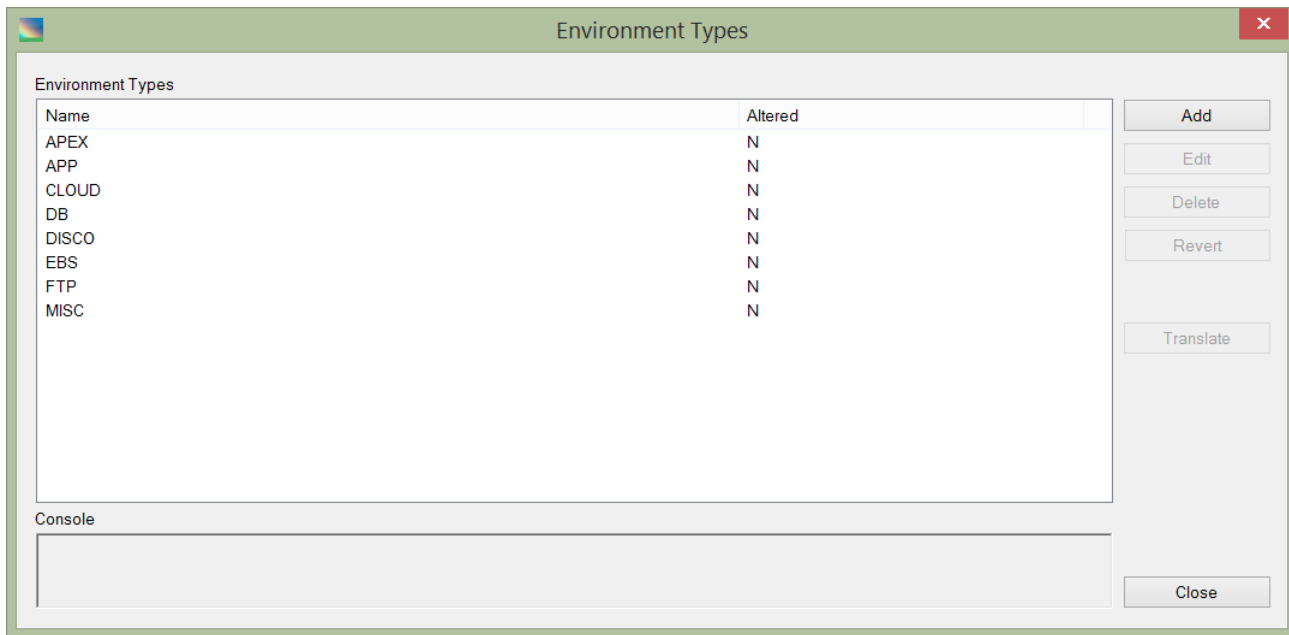 Environment Types
Environment Types
Name Altered
APEX N
APP N
CLOUD N
DB N
DISCO N
EBS N
FTP N
MISC N
Add
Edit
Delete
Revert
Translate
Console
Close